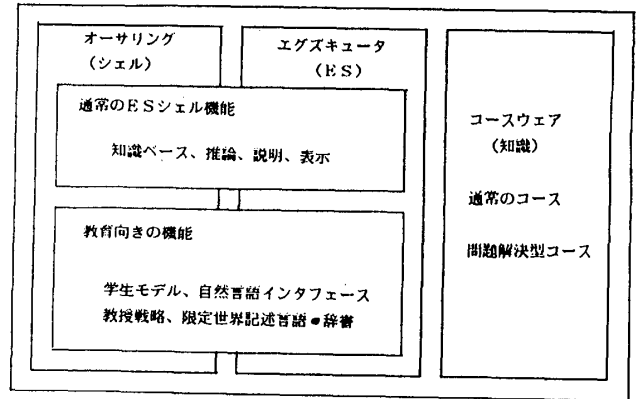 オーサリング
（シェル）
エグズキュータ
（ES）
通常のESシェル機能
知識ベース、推論、説明、表示
教育向きの機能
学生モデル、自然言語インタフェース
教授戦略、限定世界記述言語●辞書
コースウェア
（知識）
通常のコース
問題解決型コース